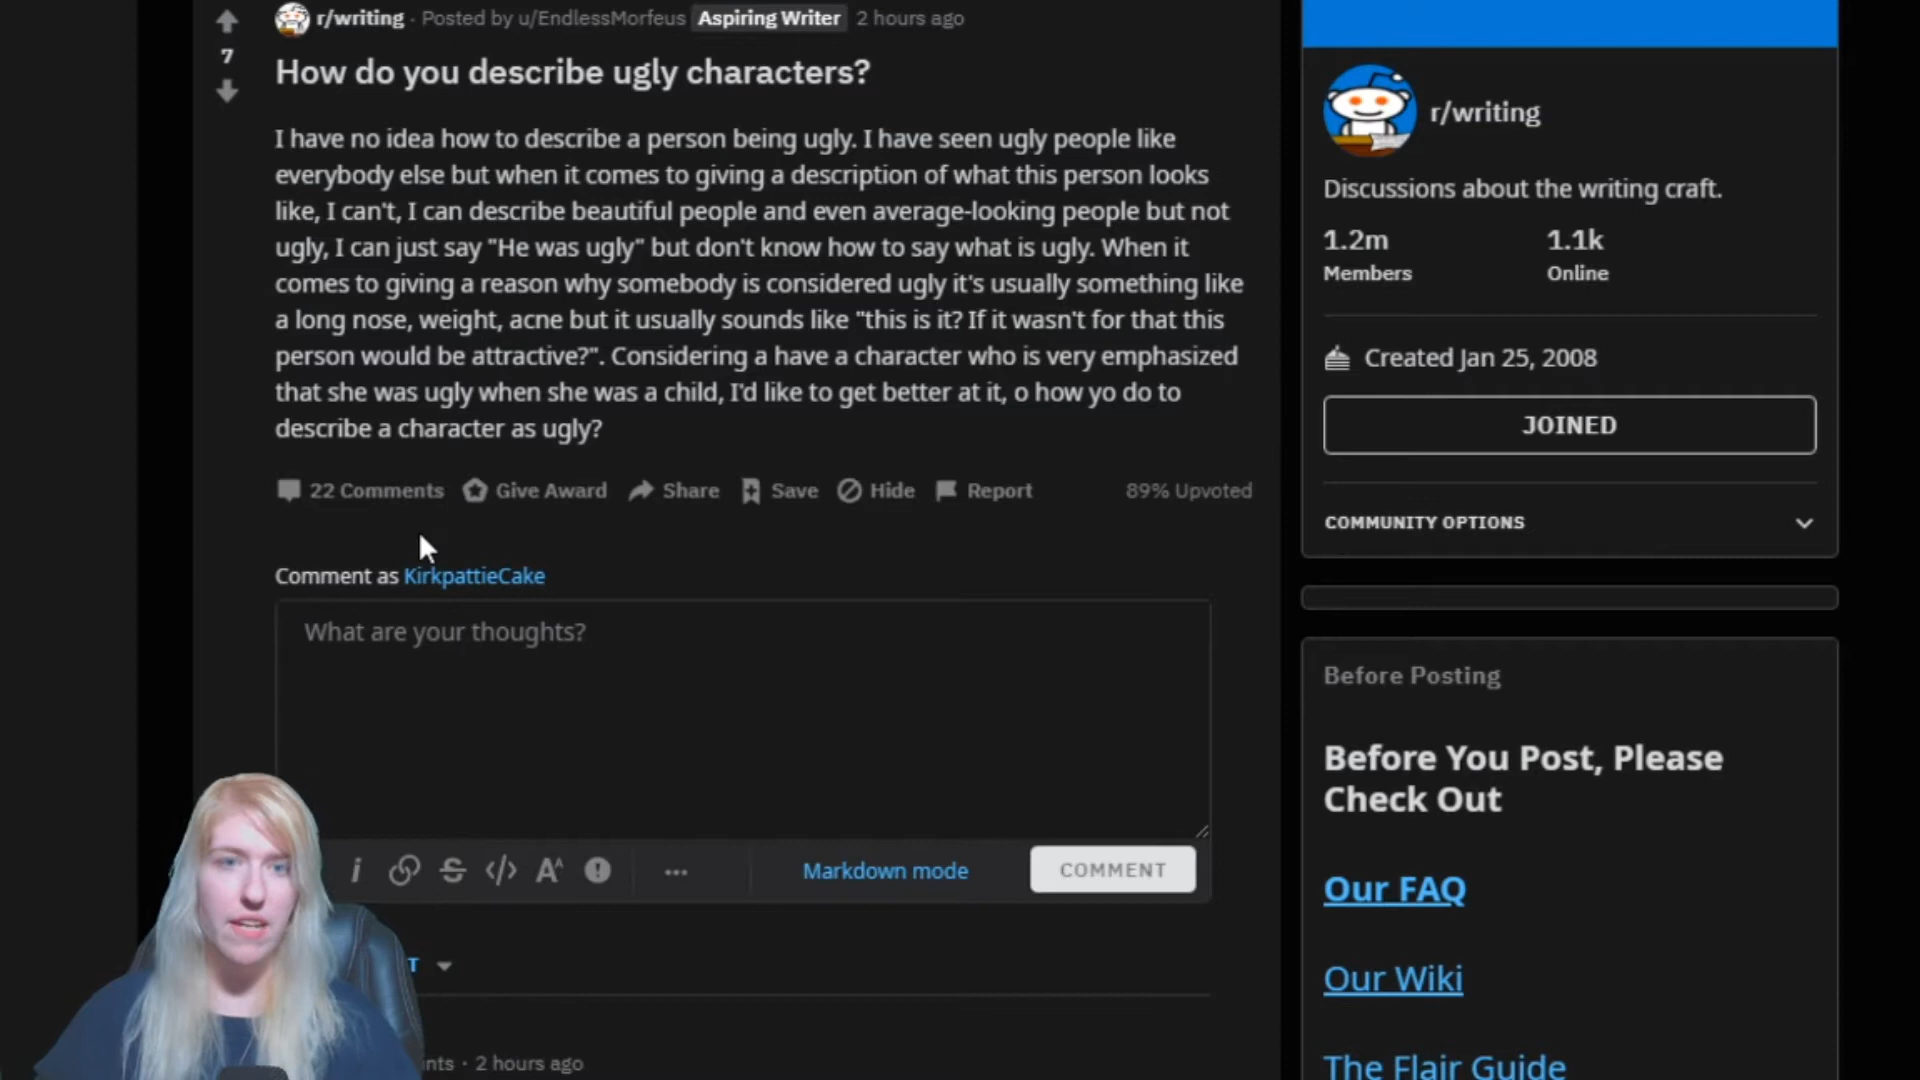 r/writing · Posted by u/EndlessMorfeus Aspiring Writer 2 hours ago
7
How do you describe ugly characters?
I have no idea how to describe a person being ugly. I have seen ugly people like
everybody else but when it comes to giving a description of what this person looks
like, I can't, I can describe beautiful people and even average-looking people but not
ugly, I can just say "He was ugly" but don't know how to say what is ugly. When it
comes to giving a reason why somebody is considered ugly it's usually something like
a long nose, weight, acne but it usually sounds like "this is it? If it wasn't for that this
person would be attractive?". Considering a have a character who is very emphasized
that she was ugly when she was a child, I'd like to get better at it, o how yo do to
describe a character as ugly?
22 Comments Give Award Share Save Hide Report 89% Upvoted
Comment as KirkpattieCake
What are your thoughts?
Markdown mode COMMENT
2 hours ago
r/writing
Discussions about the writing craft.
1.2m 1.1k
Members Online
Created Jan 25, 2008
JOINED
COMMUNITY OPTIONS
Before Posting
Before You Post, Please
Check Out
Our FAQ
Our Wiki
The Flair Guide